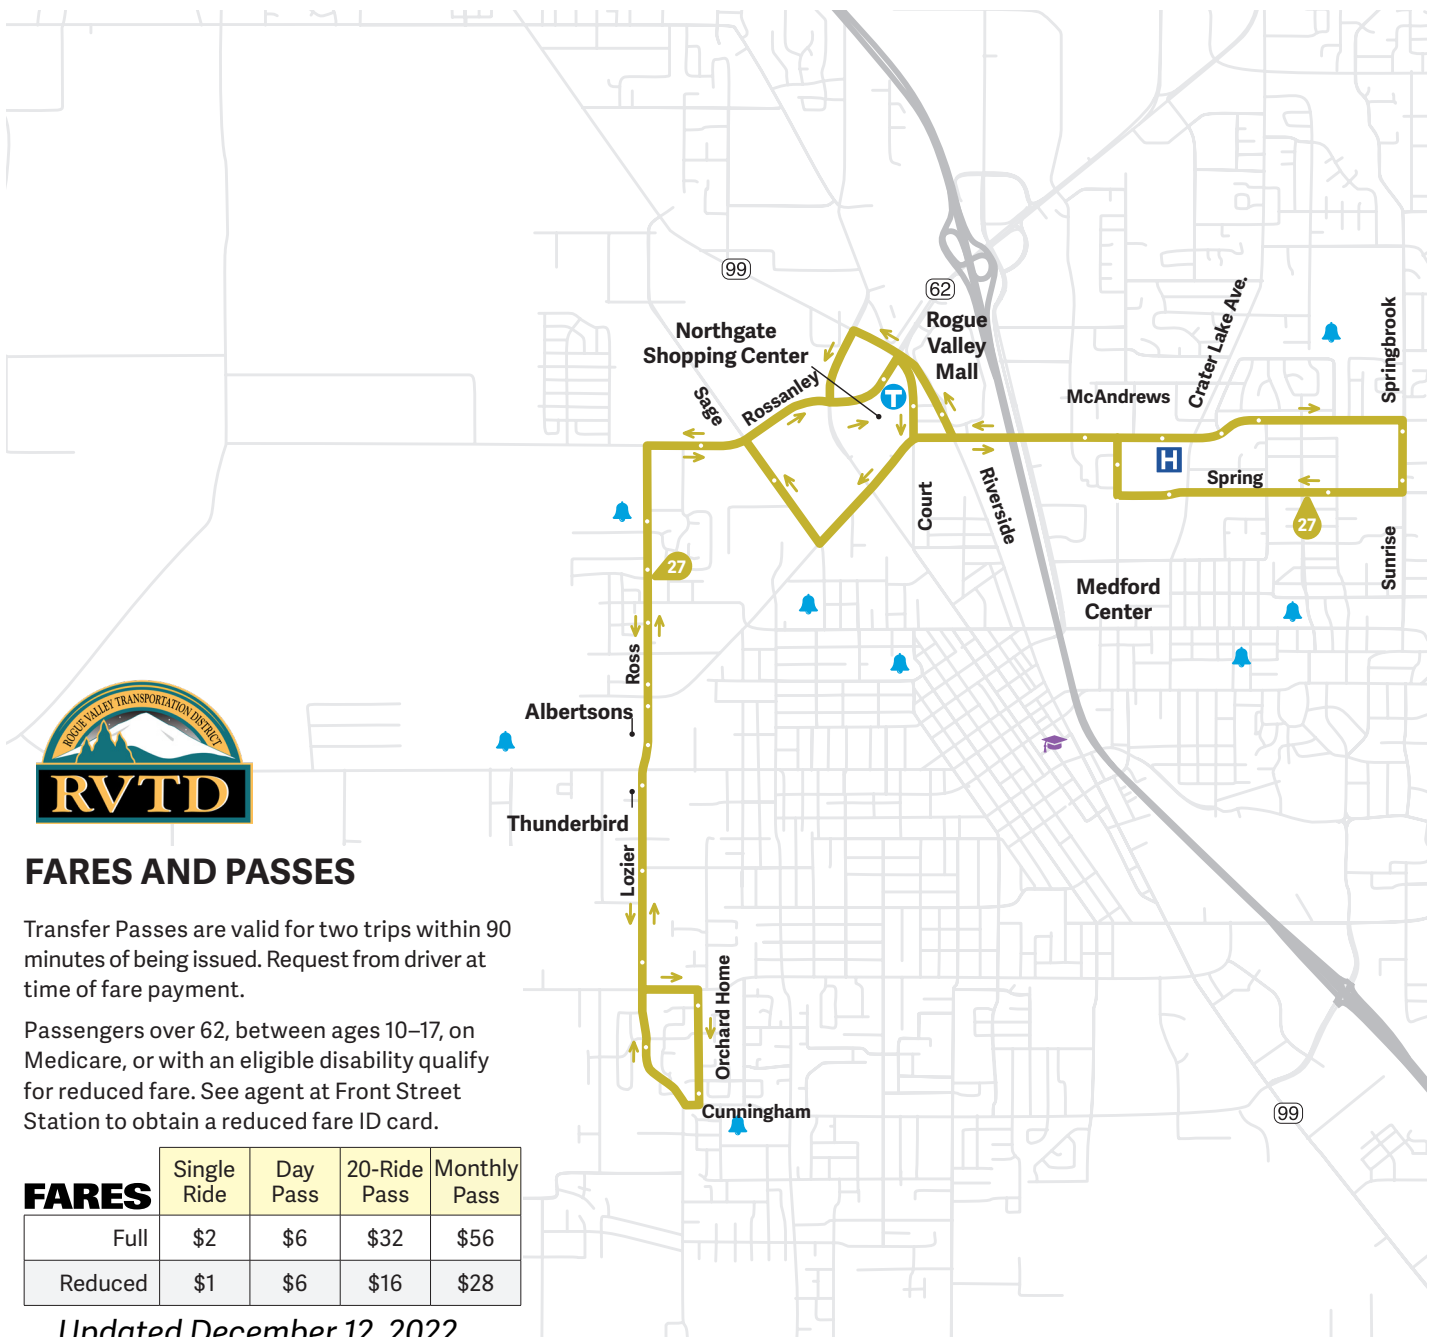 99
62
Northgate
Shopping Center
Rogue
Valley
Mall
Sage
Rossanley
McAndrews
Crater Lake Ave.
Springbrook
T
H
Spring
27
Court
Riverside
Sunrise
27
Medford
Center
Ross
Albertsons
Thunderbird
Lozier
Orchard Home
Cunningham
99
ROGUE VALLEY TRANSPORTATION DISTRICT
RVTD
FARES AND PASSES
Transfer Passes are valid for two trips within 90
minutes of being issued. Request from driver at
time of fare payment.
Passengers over 62, between ages 10–17, on
Medicare, or with an eligible disability qualify
for reduced fare. See agent at Front Street
Station to obtain a reduced fare ID card.
FARES Single Ride Day Pass 20-Ride Pass Monthly Pass
Full $2 $6 $32 $56
Reduced $1 $6 $16 $28
Updated December 12, 2022